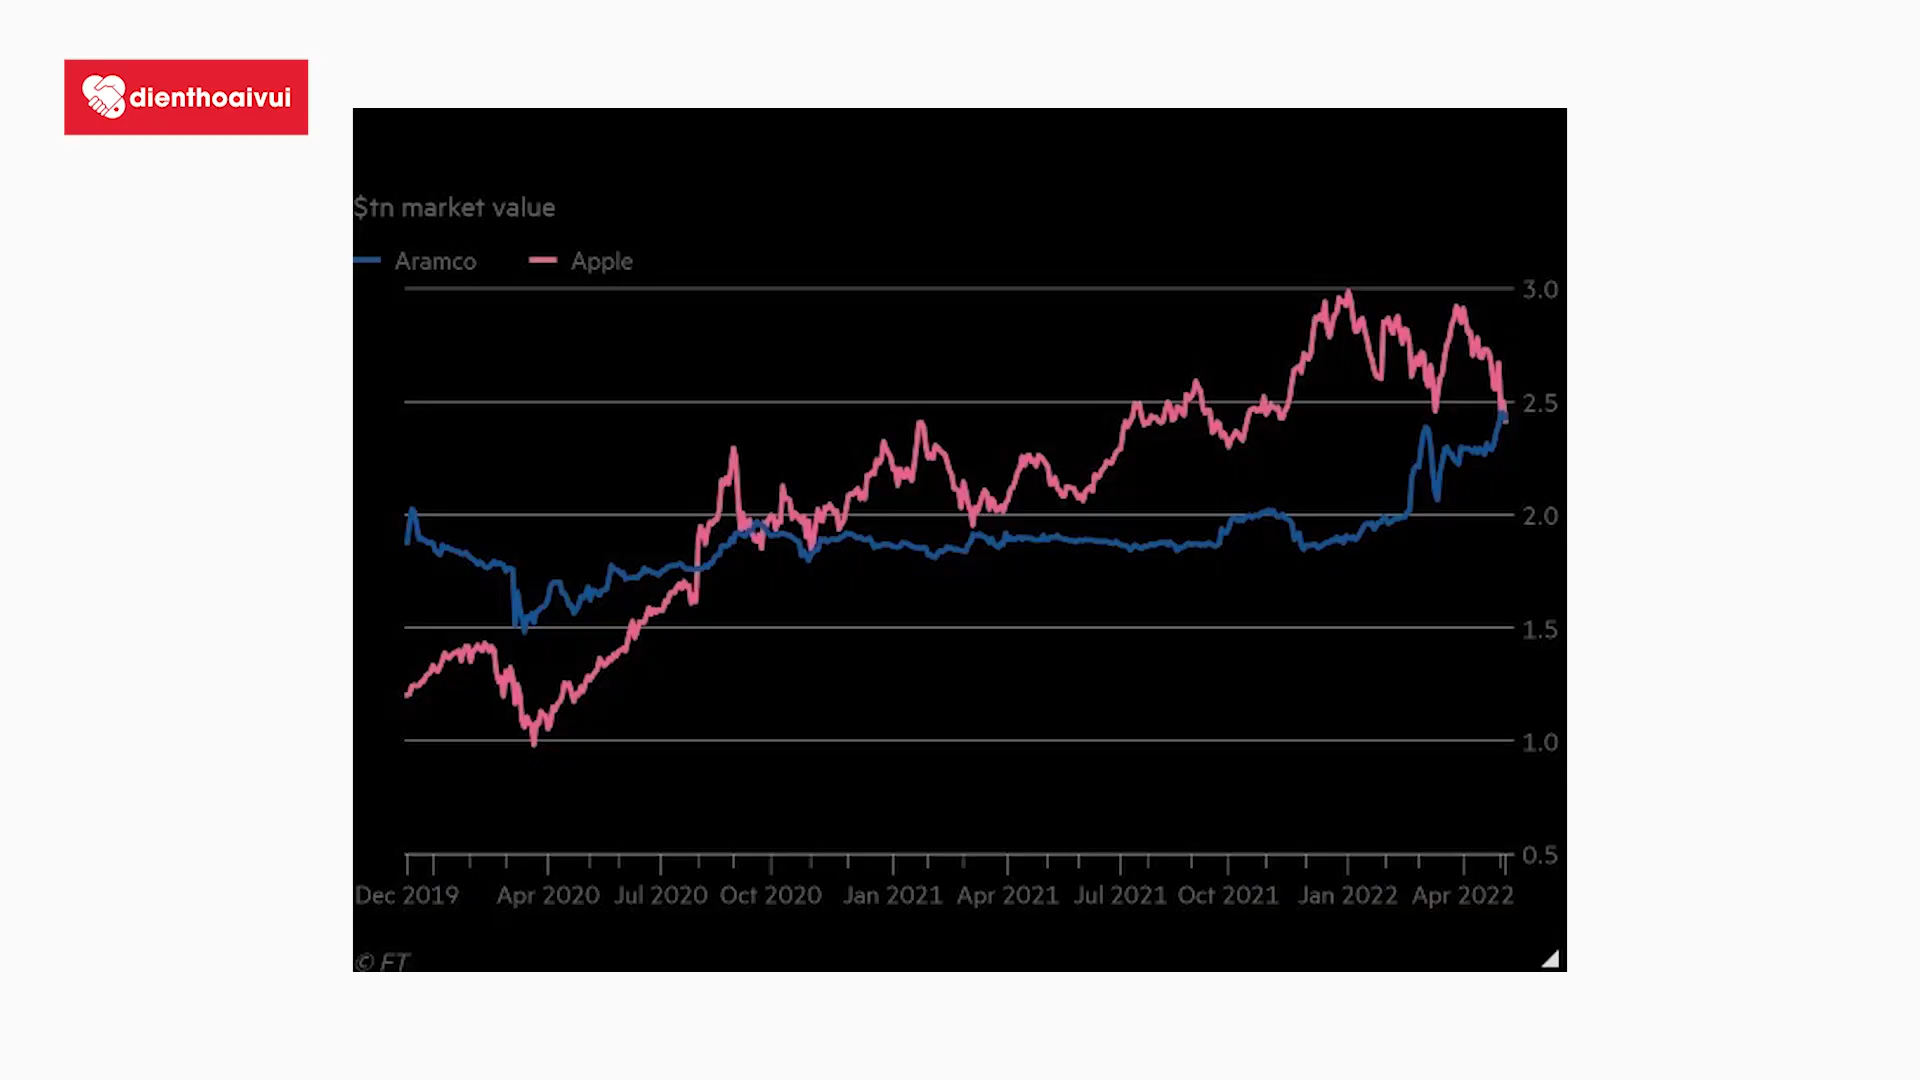 dienthoaivui
$tn market value
Aramco Apple
3.0
2.5
2.0
1.5
1.0
0.5
Dec 2019 Apr 2020 Jul 2020 Oct 2020 Jan 2021 Apr 2021 Jul 2021 Oct 2021 Jan 2022 Apr 2022
© FT